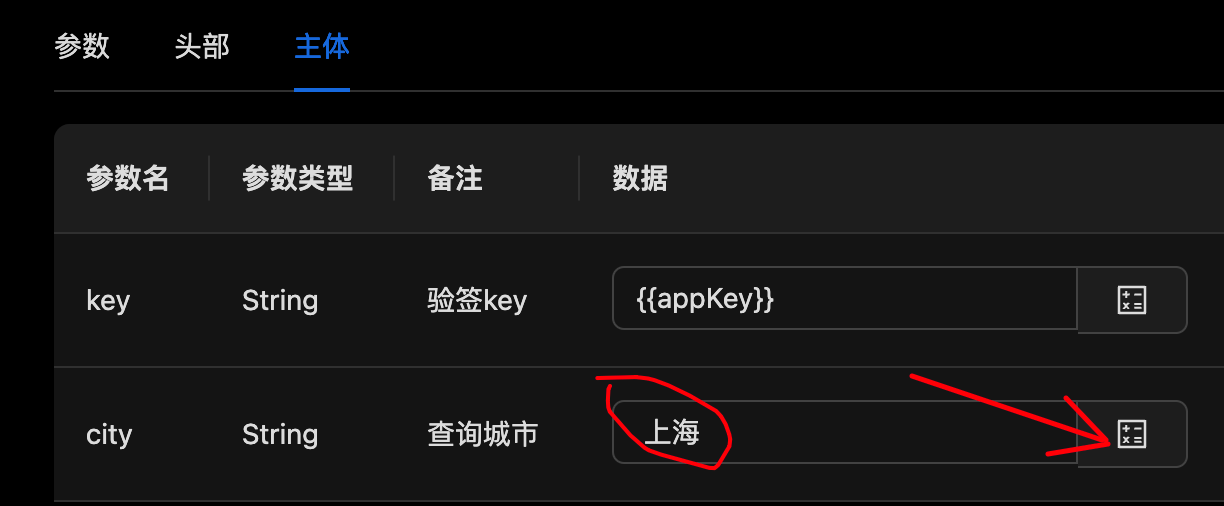 参数 头部 主体
参数名 参数类型 备注 数据
key String 验签key {{appKey}}
city String 查询城市 上海